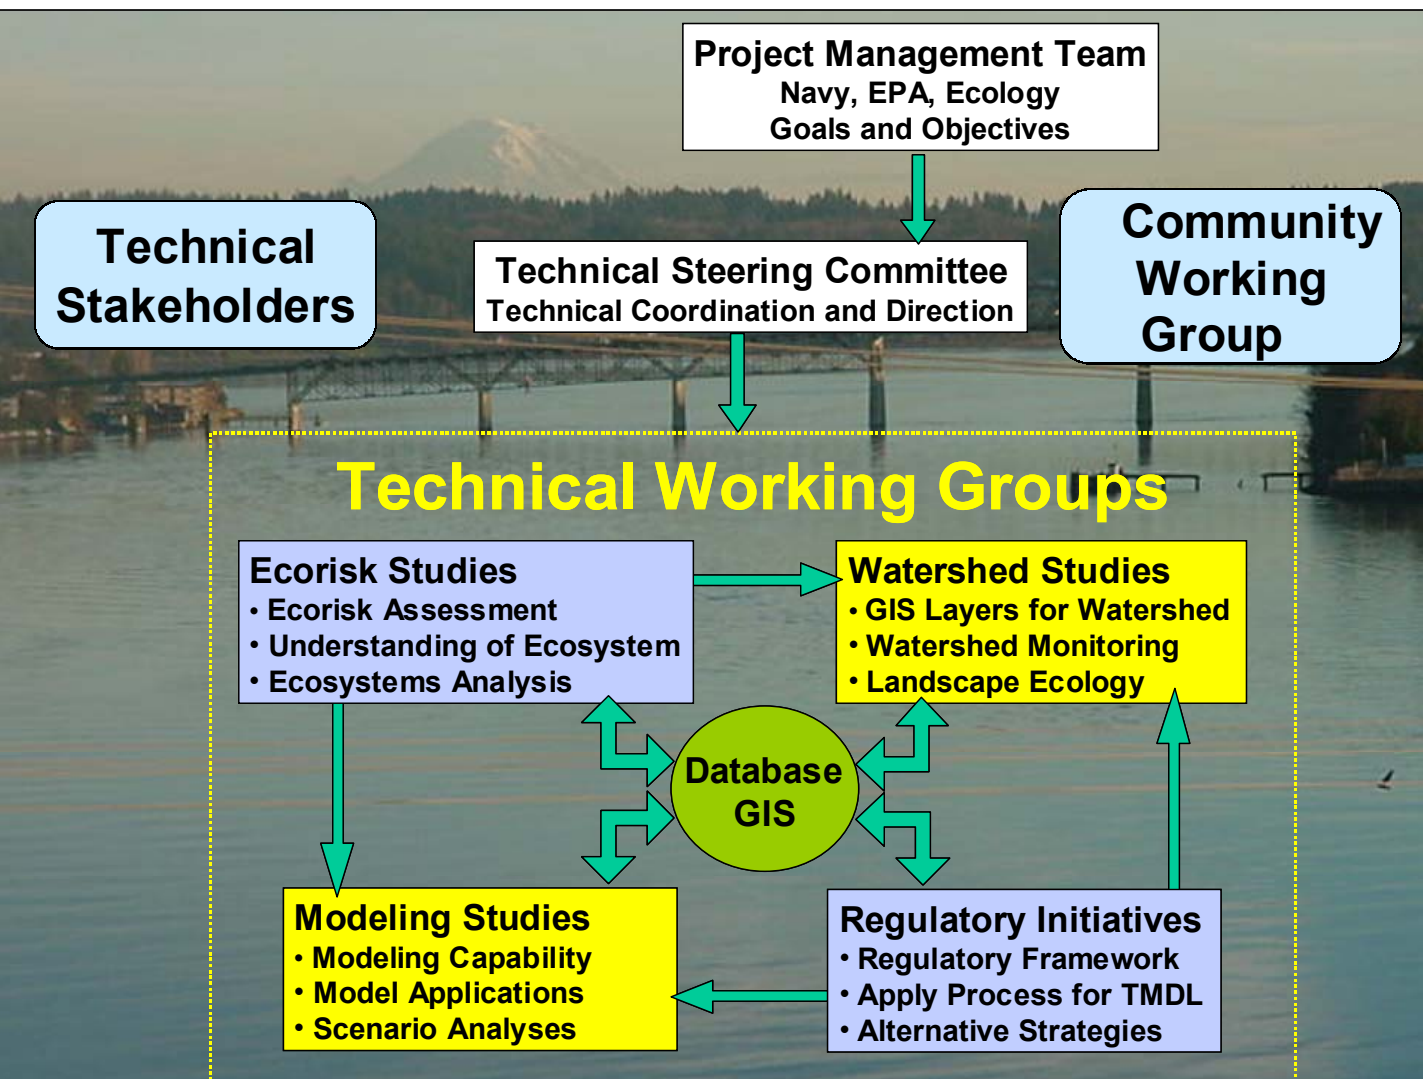 Project Management Team
Navy, EPA, Ecology
Goals and Objectives
Technical
Stakeholders
Community
Working
Group
Technical Steering Committee
Technical Coordination and Direction
Technical Working Groups
Ecorisk Studies
• Ecorisk Assessment
• Understanding of Ecosystem
• Ecosystems Analysis
Watershed Studies
• GIS Layers for Watershed
• Watershed Monitoring
• Landscape Ecology
Database
GIS
Modeling Studies
• Modeling Capability
• Model Applications
• Scenario Analyses
Regulatory Initiatives
• Regulatory Framework
• Apply Process for TMDL
• Alternative Strategies